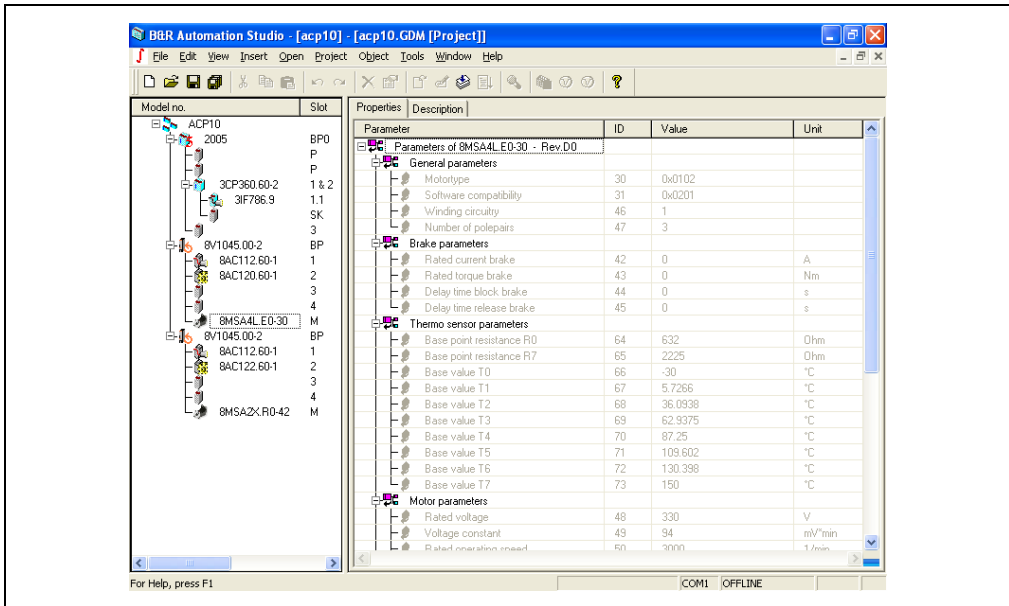 B&R Automation Studio - [acp10] - [acp10.GDM [Project]]
File Edit View Insert Open Project Object Tools Window Help
Model no. Slot
ACP10
2005 BP0
P
P
3CP360.60-2 1 & 2
3IF786.9 1.1
SK
3
8V1045.00-2 BP
8AC112.60-1 1
8AC120.60-1 2
3
4
8MSA4L.E0-30 M
8V1045.00-2 BP
8AC112.60-1 1
8AC122.60-1 2
3
4
8MSA2X.R0-42 M
Properties Description
Parameter ID Value Unit
Parameters of 8MSA4L.E0-30 - Rev.D0
General parameters
Motortype 30 0x0102
Software compatibility 31 0x0201
Winding circuitry 46 1
Number of polepairs 47 3
Brake parameters
Rated current brake 42 0 A
Rated torque brake 43 0 Nm
Delay time block brake 44 0 s
Delay time release brake 45 0 s
Thermo sensor parameters
Base point resistance R0 64 632 Ohm
Base point resistance R7 65 2225 Ohm
Base value T0 66 -30 °C
Base value T1 67 5.7266 °C
Base value T2 68 36.0938 °C
Base value T3 69 62.9375 °C
Base value T4 70 87.25 °C
Base value T5 71 109.602 °C
Base value T6 72 130.398 °C
Base value T7 73 150 °C
Motor parameters
Rated voltage 48 330 V
Voltage constant 49 94 mV*min
Rated operating speed 50 3000 1/min
For Help, press F1 COM1 OFFLINE